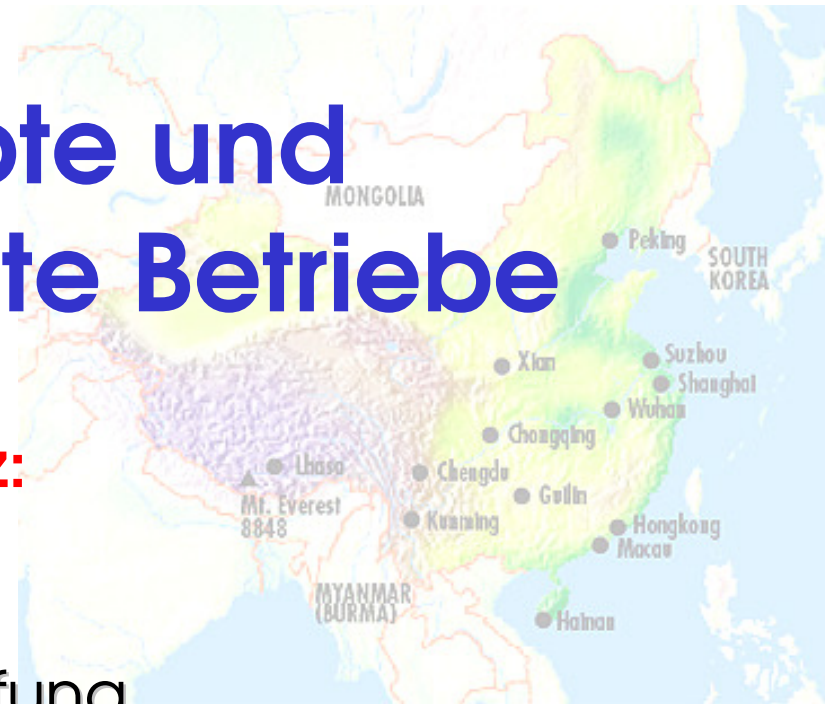 ote und
MONGOLIA
te Betriebe
Peking
SOUTH
KOREA
Suzhou
Xian
Shanghai
Wuhan
Chongqing
z:
Lhasa
Chengdu
Guilin
Mt. Everest
8848
Kunming
Hongkong
Macau
MYANMAR
(BURMA)
Hainan
fung